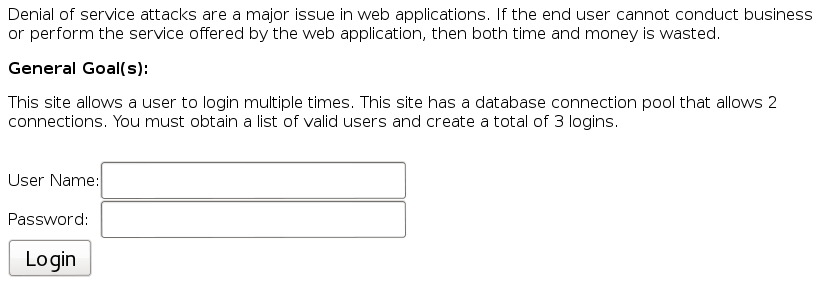 Denial of service attacks are a major issue in web applications. If the end user cannot conduct business
or perform the service offered by the web application, then both time and money is wasted.
General Goal(s):
This site allows a user to login multiple times. This site has a database connection pool that allows 2
connections. You must obtain a list of valid users and create a total of 3 logins.
User Name:
Password:
Login